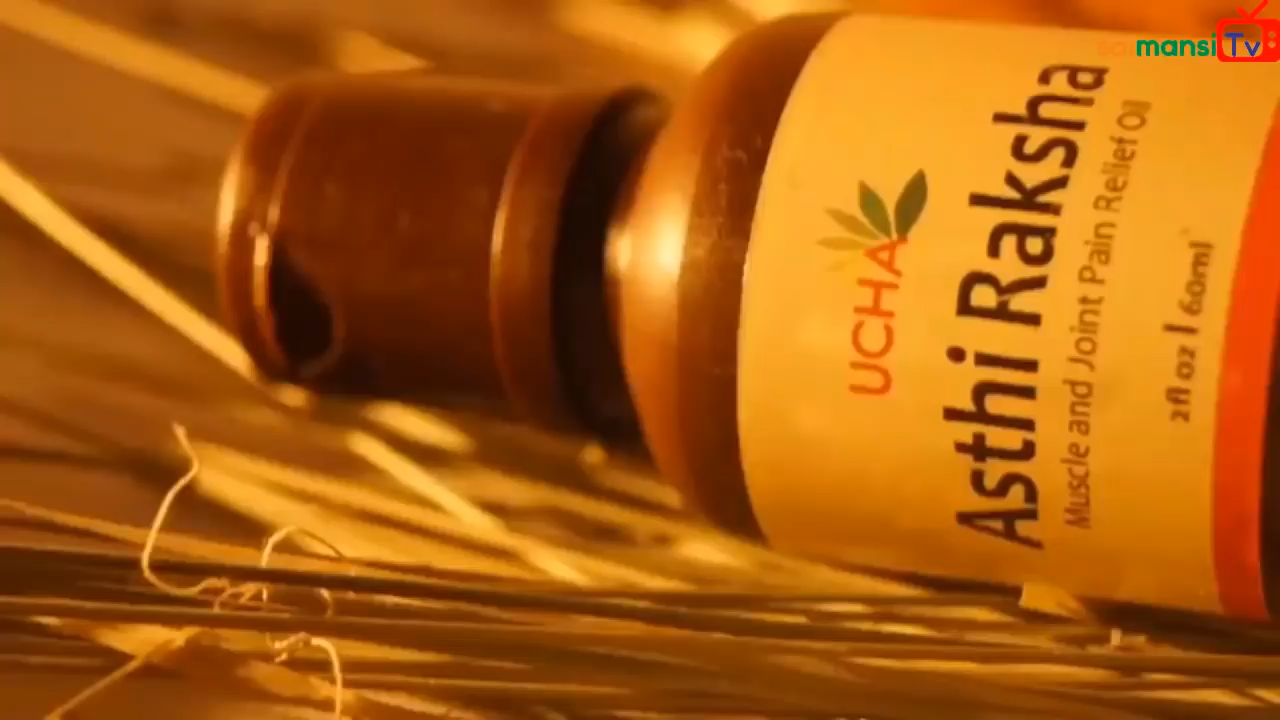 mansi Tv
UCHA
Asthi Raksha
Muscle and Joint Pain Relief Oil
2fl oz | 60ml